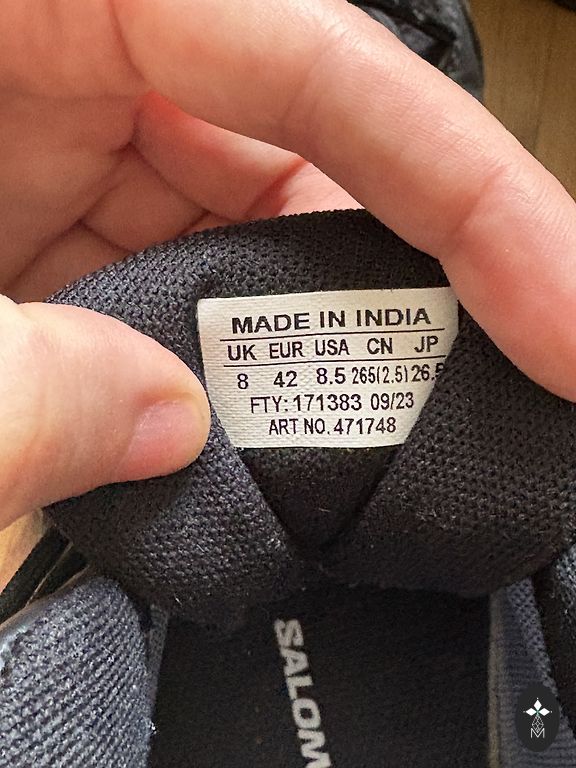 MADE IN INDIA
UK EUR USA CN JP
8 42 8.5 265(2.5) 26.5
FTY: 171383 09/23
ART NO. 471748
SALOM
M